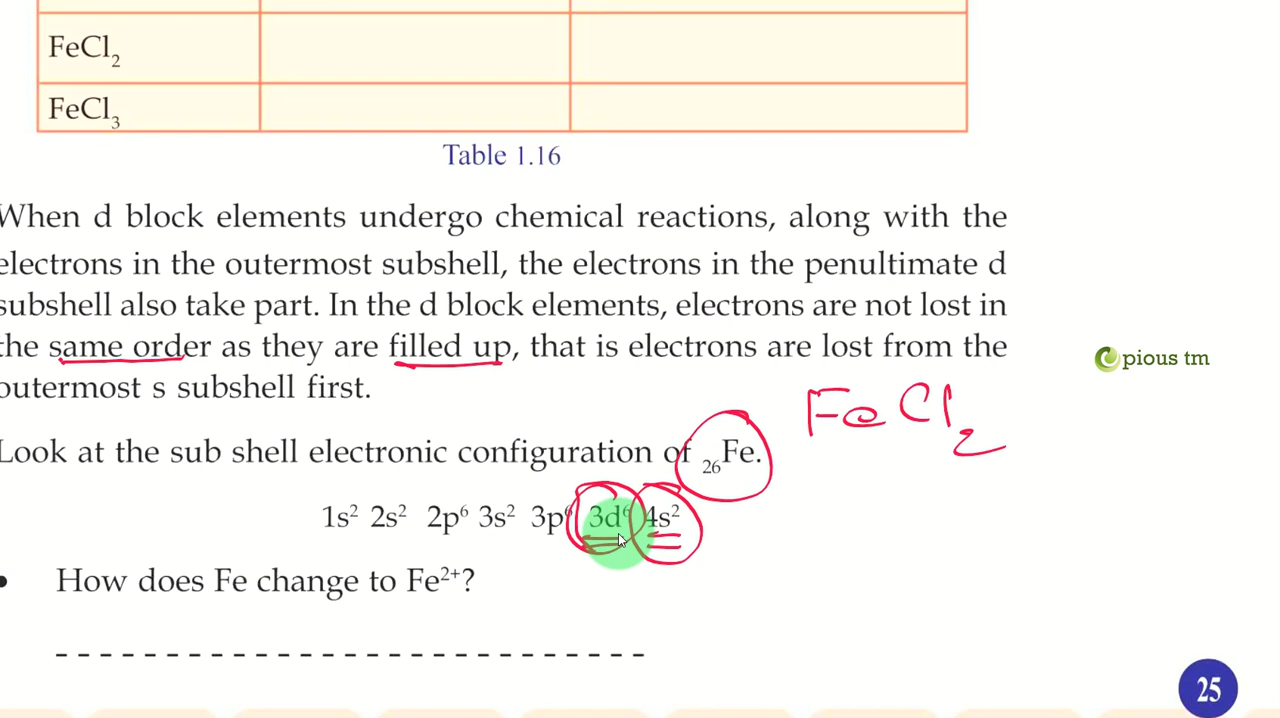 FeCl₂
FeCl₃
Table 1.16
When d block elements undergo chemical reactions, along with the
electrons in the outermost subshell, the electrons in the penultimate d
subshell also take part. In the d block elements, electrons are not lost in
the same order as they are filled up, that is electrons are lost from the
outermost s subshell first.
FeCl₂
Look at the sub shell electronic configuration of ₂₆Fe.
1s² 2s² 2p⁶ 3s² 3p⁶ 3d⁶ 4s²
• How does Fe change to Fe²⁺?
pious tm
25